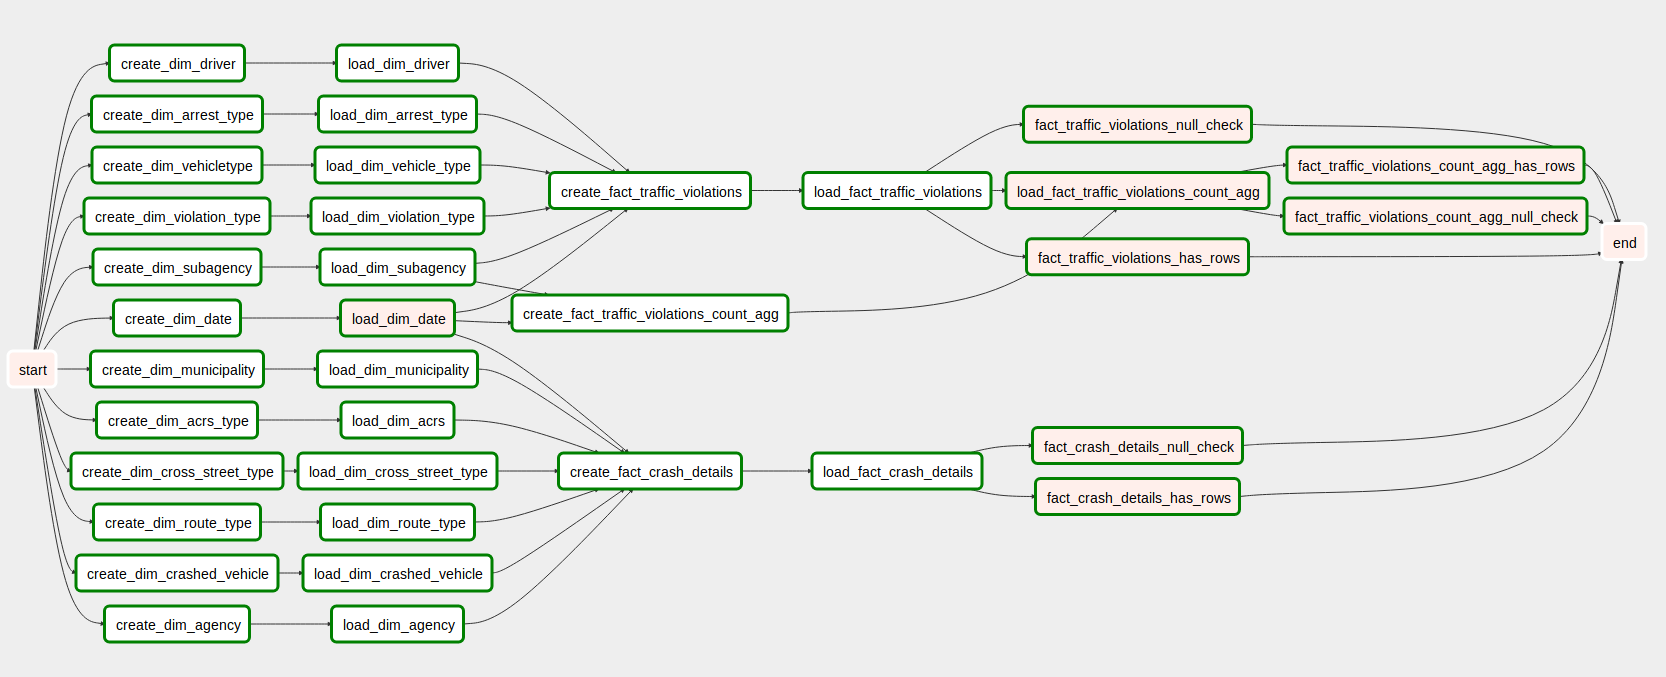 create_dim_driver
load_dim_driver
create_dim_arrest_type
load_dim_arrest_type
fact_traffic_violations_null_check
create_dim_vehicletype
load_dim_vehicle_type
fact_traffic_violations_count_agg_has_rows
create_fact_traffic_violations
load_fact_traffic_violations
load_fact_traffic_violations_count_agg
create_dim_violation_type
load_dim_violation_type
fact_traffic_violations_count_agg_null_check
end
create_dim_subagency
load_dim_subagency
fact_traffic_violations_has_rows
create_dim_date
load_dim_date
create_fact_traffic_violations_count_agg
start
create_dim_municipality
load_dim_municipality
create_dim_acrs_type
load_dim_acrs
fact_crash_details_null_check
create_dim_cross_street_type
load_dim_cross_street_type
create_fact_crash_details
load_fact_crash_details
fact_crash_details_has_rows
create_dim_route_type
load_dim_route_type
create_dim_crashed_vehicle
load_dim_crashed_vehicle
create_dim_agency
load_dim_agency